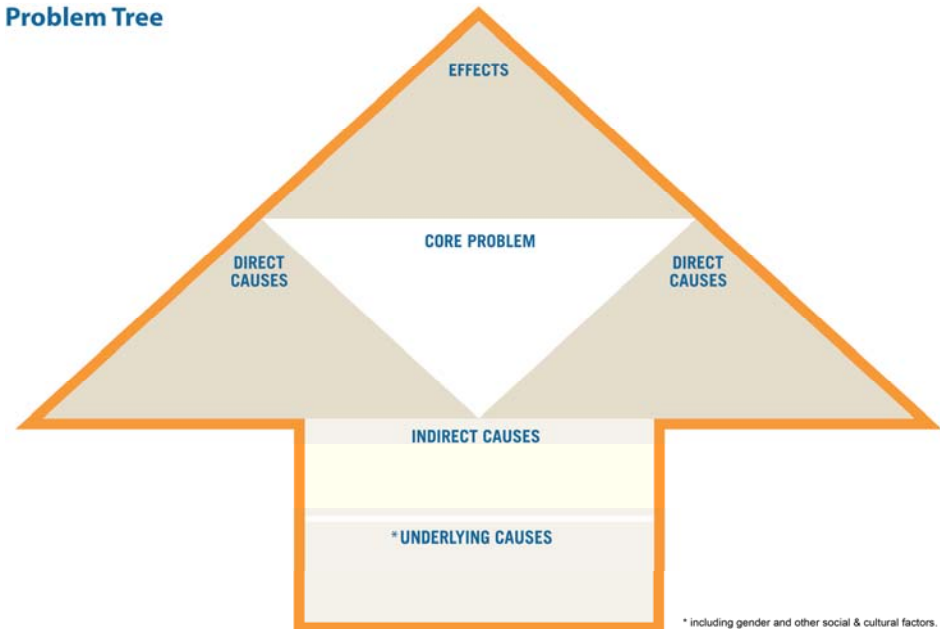 Problem Tree
EFFECTS
CORE PROBLEM
DIRECT
CAUSES
DIRECT
CAUSES
INDIRECT CAUSES
*UNDERLYING CAUSES
* including gender and other social & cultural factors.